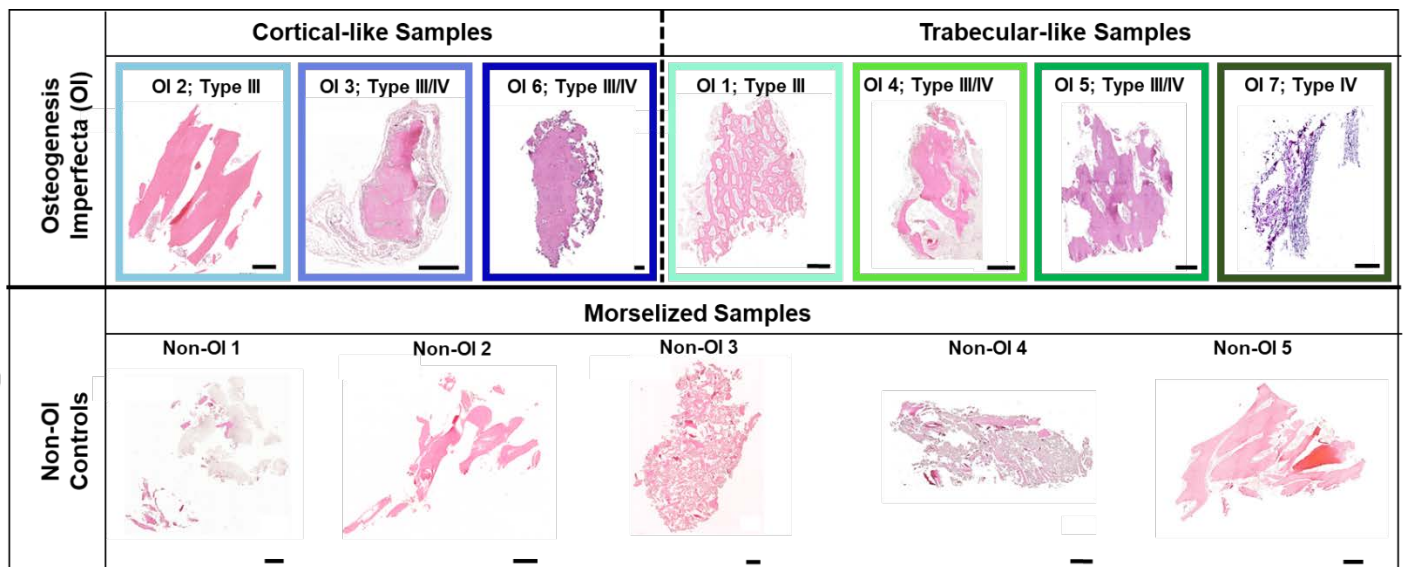 Cortical-like Samples
Trabecular-like Samples
Osteogenesis
Imperfecta (OI)
OI 2; Type III
OI 3; Type III/IV
OI 6; Type III/IV
OI 1; Type III
OI 4; Type III/IV
OI 5; Type III/IV
OI 7; Type IV
Morselized Samples
Non-OI
Controls
Non-OI 1
Non-OI 2
Non-OI 3
Non-OI 4
Non-OI 5